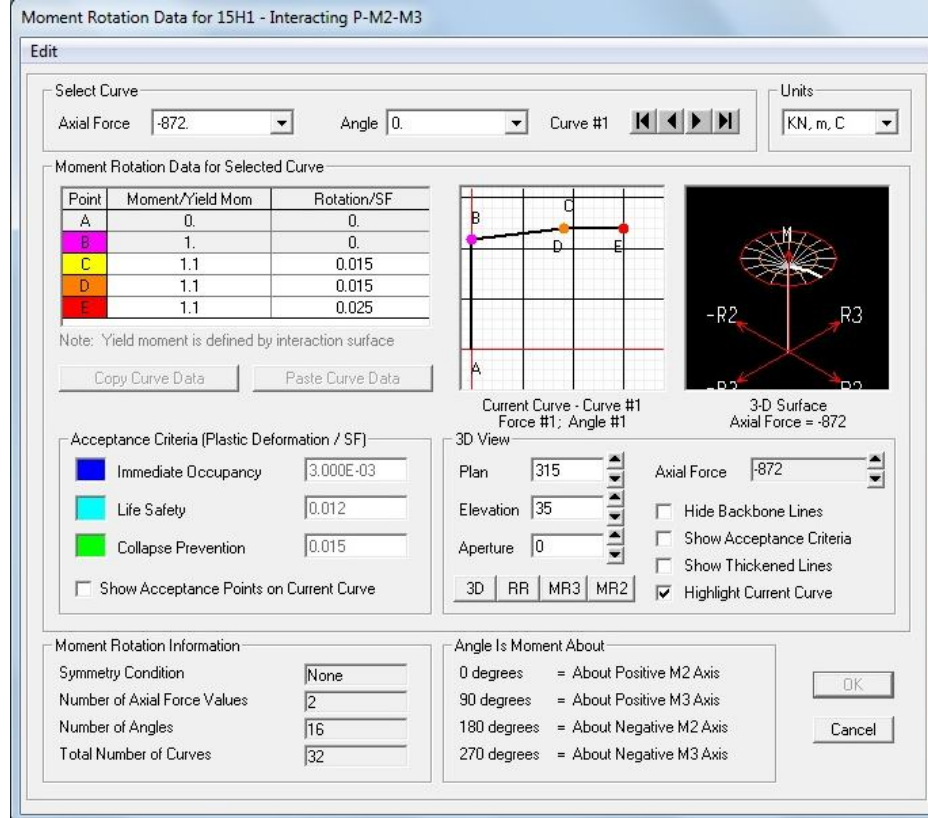 Moment Rotation Data for 15H1 - Interacting P-M2-M3
Edit
Select Curve
Axial Force -872. Angle 0. Curve #1
Units
KN, m, C
Moment Rotation Data for Selected Curve
Point Moment/Yield Mom Rotation/SF
A 0. 0.
B 1. 0.
C 1.1 0.015
D 1.1 0.015
E 1.1 0.025
Note: Yield moment is defined by interaction surface
Copy Curve Data Paste Curve Data
B C D E A
Current Curve - Curve #1
Force #1; Angle #1
M
-R2 R3
-R3 R2
3-D Surface
Axial Force = -872
Acceptance Criteria (Plastic Deformation / SF)
Immediate Occupancy 3.000E-03
Life Safety 0.012
Collapse Prevention 0.015
Show Acceptance Points on Current Curve
3D View
Plan 315
Elevation 35
Aperture 0
3D RR MR3 MR2
Axial Force -872
Hide Backbone Lines
Show Acceptance Criteria
Show Thickened Lines
Highlight Current Curve
Moment Rotation Information
Symmetry Condition None
Number of Axial Force Values 2
Number of Angles 16
Total Number of Curves 32
Angle Is Moment About
0 degrees = About Positive M2 Axis
90 degrees = About Positive M3 Axis
180 degrees = About Negative M2 Axis
270 degrees = About Negative M3 Axis
OK
Cancel